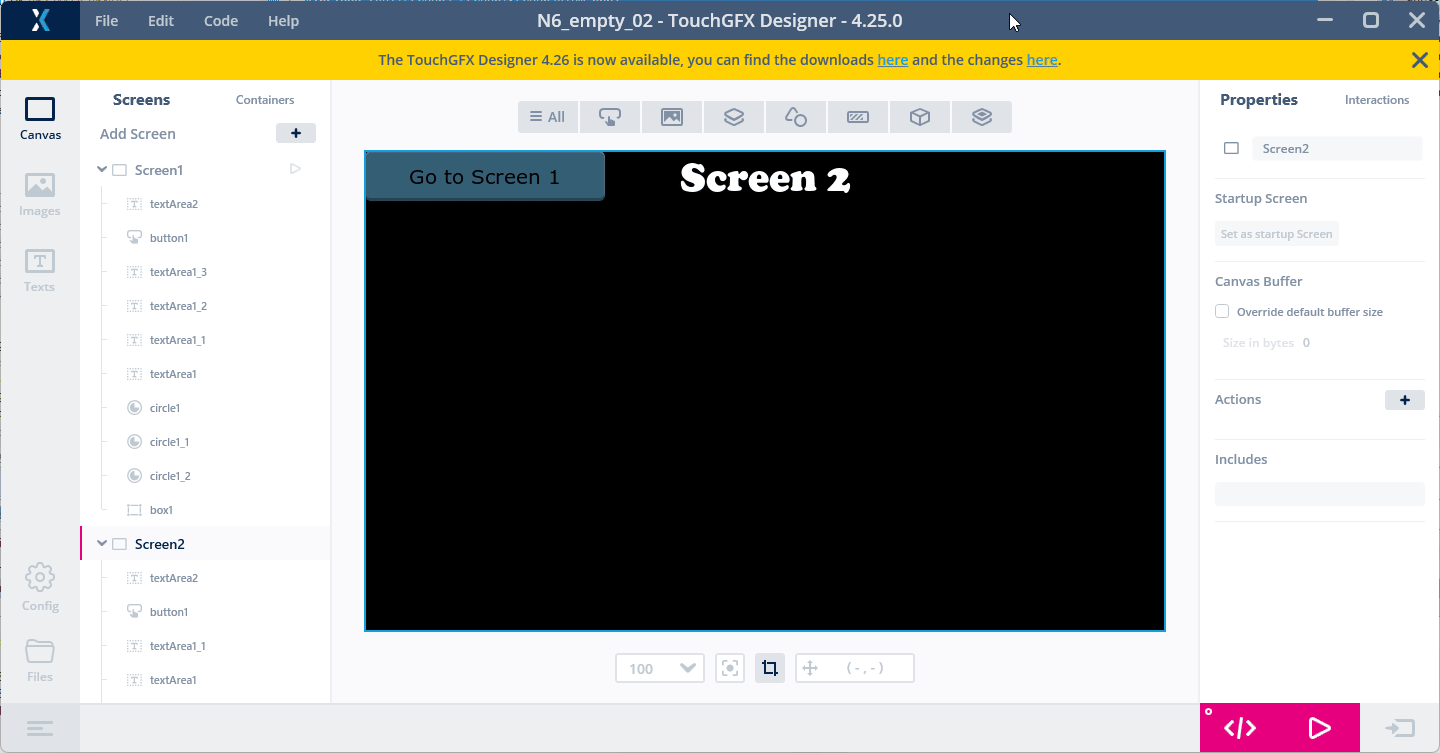 File Edit Code Help N6_empty_02 - TouchGFX Designer - 4.25.0
The TouchGFX Designer 4.26 is now available, you can find the downloads here and the changes here.
Canvas
Images
Texts
Config
Files
Screens Containers
Add Screen
Screen1
textArea2
button1
textArea1_3
textArea1_2
textArea1_1
textArea1
circle1
circle1_1
circle1_2
box1
Screen2
textArea2
button1
textArea1_1
textArea1
All
Go to Screen 1
Screen 2
100
(-,-)
Properties Interactions
Screen2
Startup Screen
Set as startup Screen
Canvas Buffer
Override default buffer size
Size in bytes 0
Actions
Includes